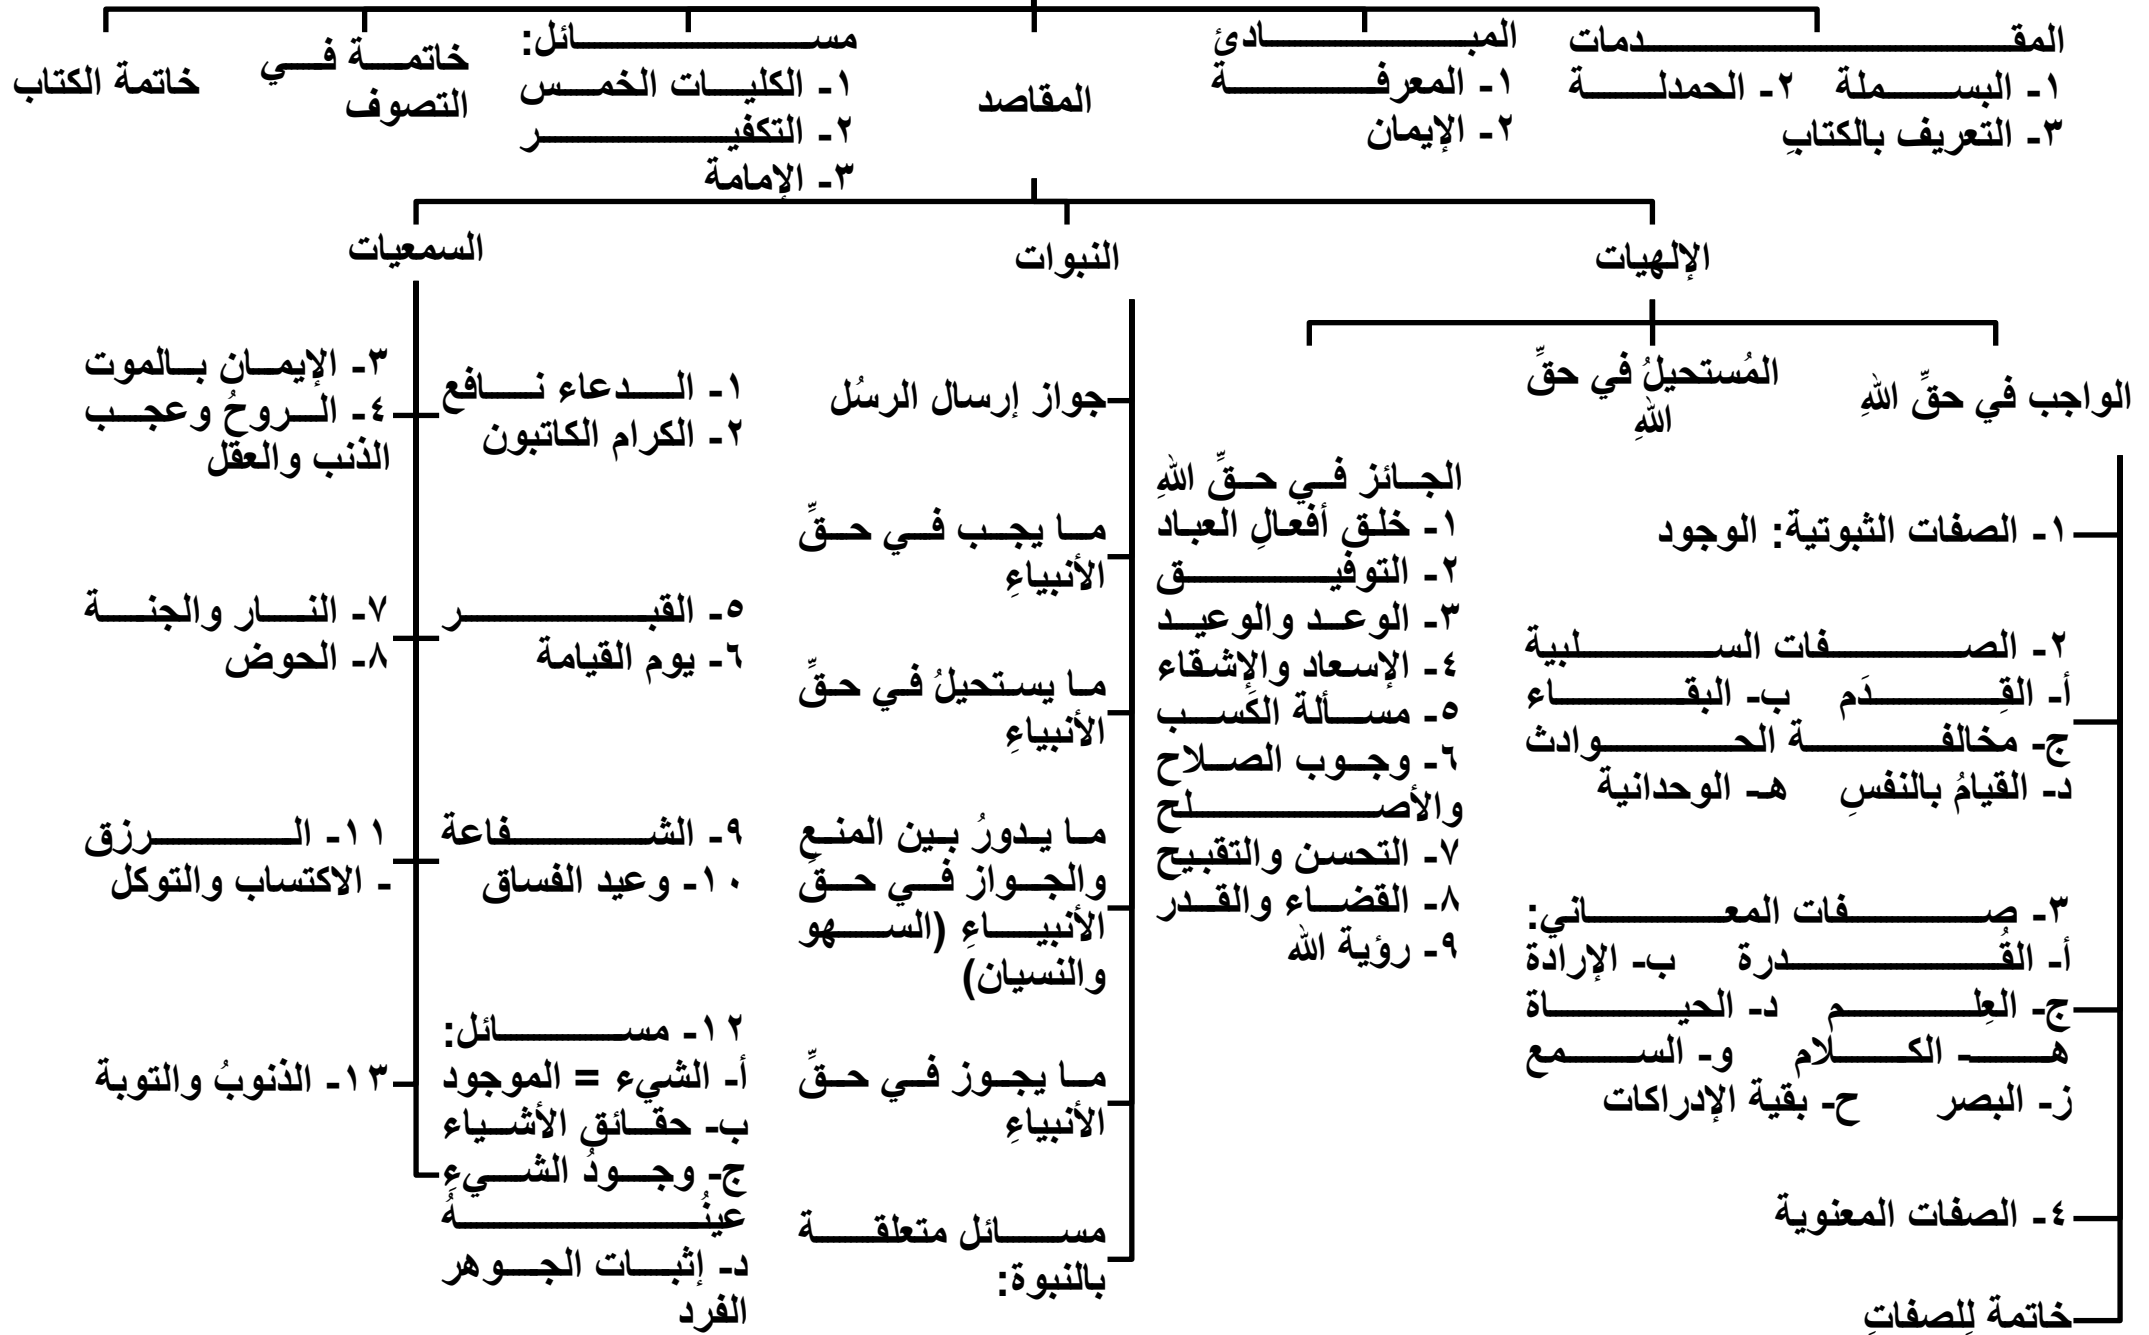 المقدمات
١- البسملة ٢- الحمدلة
٣- التعريف بالكتابِ
المبادئ
١- المعرفة
٢- الإيمان
المقاصد
مسائل:
١- الكليات الخمس
٢- التكفير
٣- الإمامة
خاتمة في
التصوف
خاتمة الكتاب
الإلهيات
النبوات
السمعيات
الواجب في حقِّ اللهِ
١- الصفات الثبوتية: الوجود
٢- الصفات السلبية
أ- القِدَم ب- البقاء
ج- مخالفة الحوادث
د- القيامُ بالنفسِ هـ- الوحدانية
٣- صفات المعاني:
أ- القُدرة ب- الإرادة
ج- العِلم د- الحياة
هـ- الكلام و- السمع
ز- البصر ح- بقية الإدراكات
٤- الصفات المعنوية
خاتمة لِلصفاتِ
المُستحيلُ في حقِّ
اللهِ
الجائز في حقِّ اللهِ
١- خلق أفعالِ العباد
٢- التوفيق
٣- الوعد والوعيد
٤- الإسعاد والإشقاء
٥- مسألة الكَسب
٦- وجوب الصلاح
والأصلح
٧- التحسن والتقبيح
٨- القضاء والقدر
٩- رؤية الله
جواز إرسال الرسُل
ما يجب في حقِّ
الأنبياءِ
ما يستحيلُ في حقِّ
الأنبياءِ
ما يدورُ بين المنعِ
والجواز في حقِّ
الأنبياءِ (السهو
والنسيان)
ما يجوز في حقِّ
الأنبياءِ
مسائل متعلقة
بالنبوة:
١- الدعاء نافع
٢- الكرام الكاتبون
٣- الإيمان بالموت
٤- الروحُ وعجب
الذنب والعقل
٥- القبر
٦- يوم القيامة
٧- النار والجنة
٨- الحوض
٩- الشفاعة
١٠- وعيد الفساق
١١- الرزق
- الاكتساب والتوكل
١٢- مسائل:
أ- الشيء = الموجود
ب- حقائق الأشياء
ج- وجودُ الشيءِ
عينُهُ
د- إثبات الجوهر
الفرد
١٣- الذنوبُ والتوبة